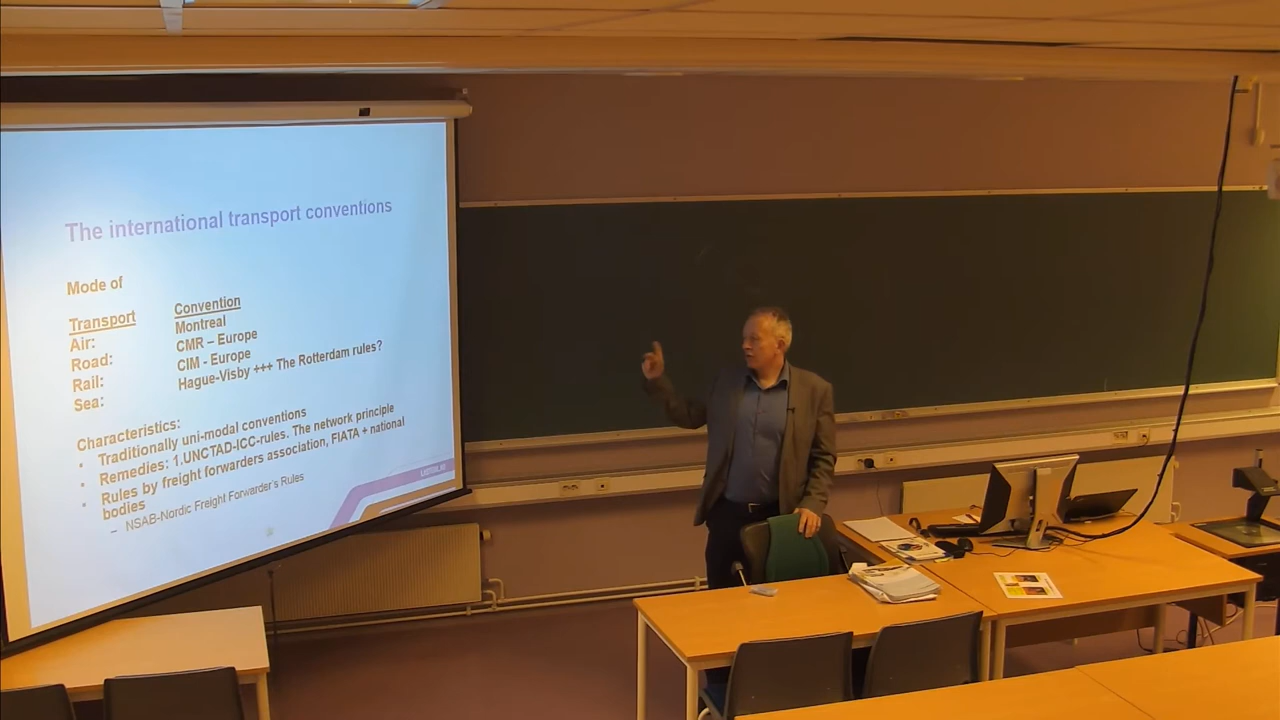 The international transport conventions
Mode of
Transport Convention
Air: Montreal
Road: CMR – Europe
Rail: CIM - Europe
Sea: Hague-Visby +++ The Rotterdam rules?
Characteristics:
• Traditionally uni-modal conventions
• Remedies: 1,UNCTAD-ICC-rules. The network principle
• Rules by freight forwarders association, FIATA + national
bodies
– NSAB-Nordic Freight Forwarder's Rules